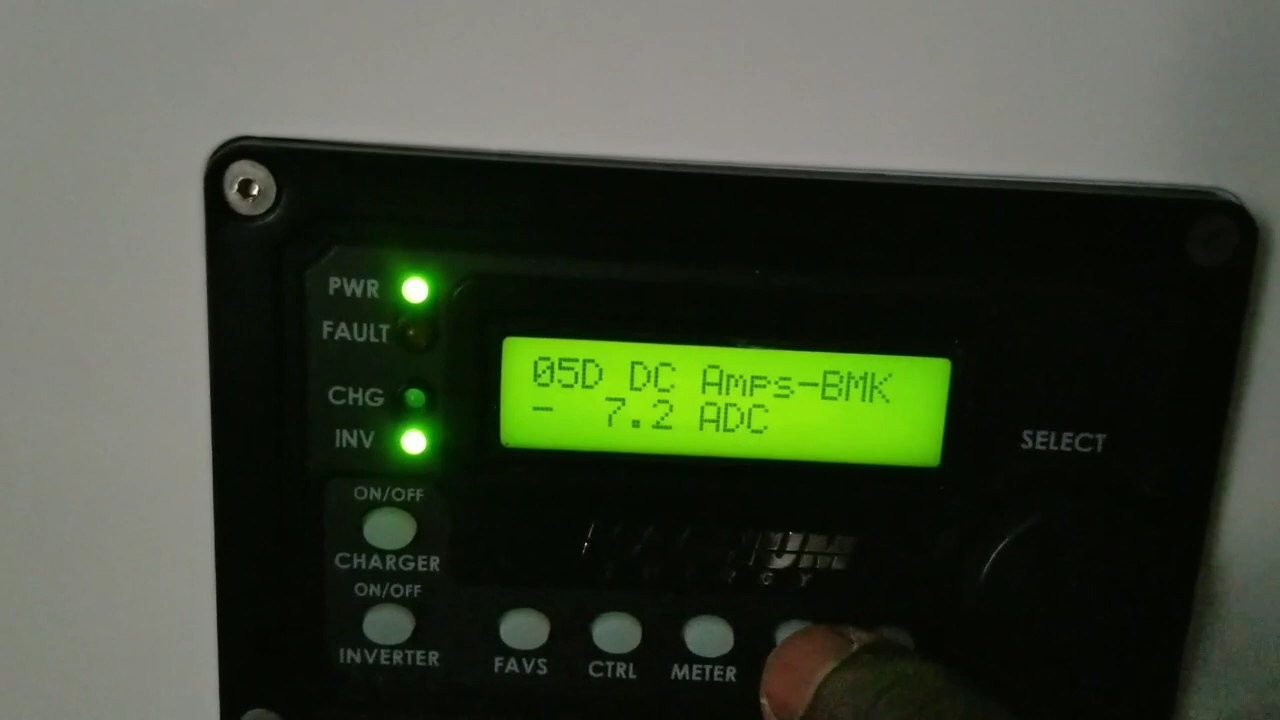 PWR
FAULT
CHG
INV
05D DC Amps-BMK
- 7.2 ADC
SELECT
ON/OFF
CHARGER
ON/OFF
INVERTER
FAVS
CTRL
METER